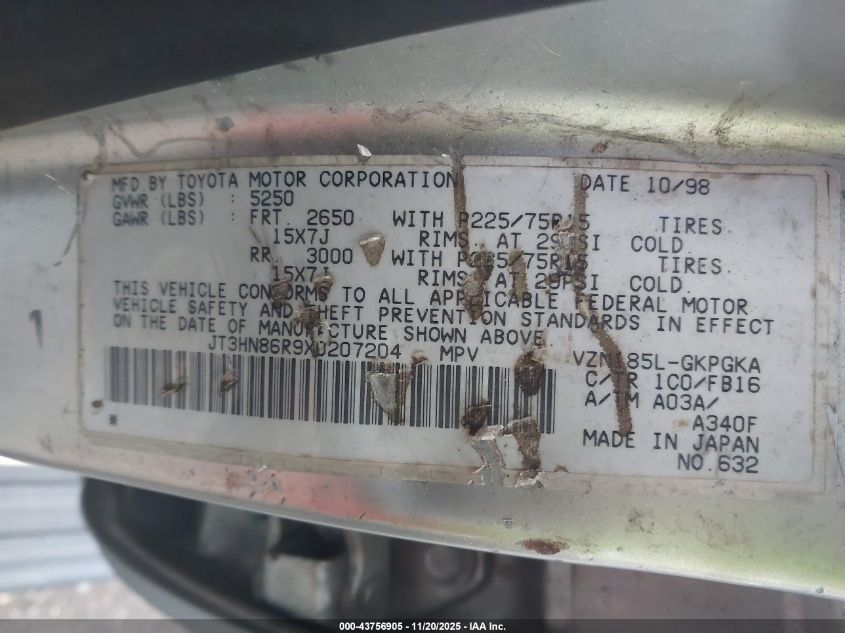 MFD.BY TOYOTA MOTOR CORPORATION DATE 10/98
GVWR (LBS) : 5250
GAWR (LBS) : FRT. 2650 WITH P225/75R15 TIRES
15X7J RIMS AT 29PSI COLD.
RR. 3000 WITH P225/75R15 TIRES
15X7J RIMS AT 29PSI COLD.
THIS VEHICLE CONFORMS TO ALL APPLICABLE FEDERAL MOTOR
VEHICLE SAFETY AND THEFT PREVENTION STANDARDS IN EFFECT
ON THE DATE OF MANUFACTURE SHOWN ABOVE.
JT3HN86R9X0207204 MPV VZN185L-GKPGKA
C/TR 1C0/FB16
A/TM A03A/
A340F
MADE IN JAPAN
NO.632
000-43756905 - 11/20/2025 - IAA Inc.